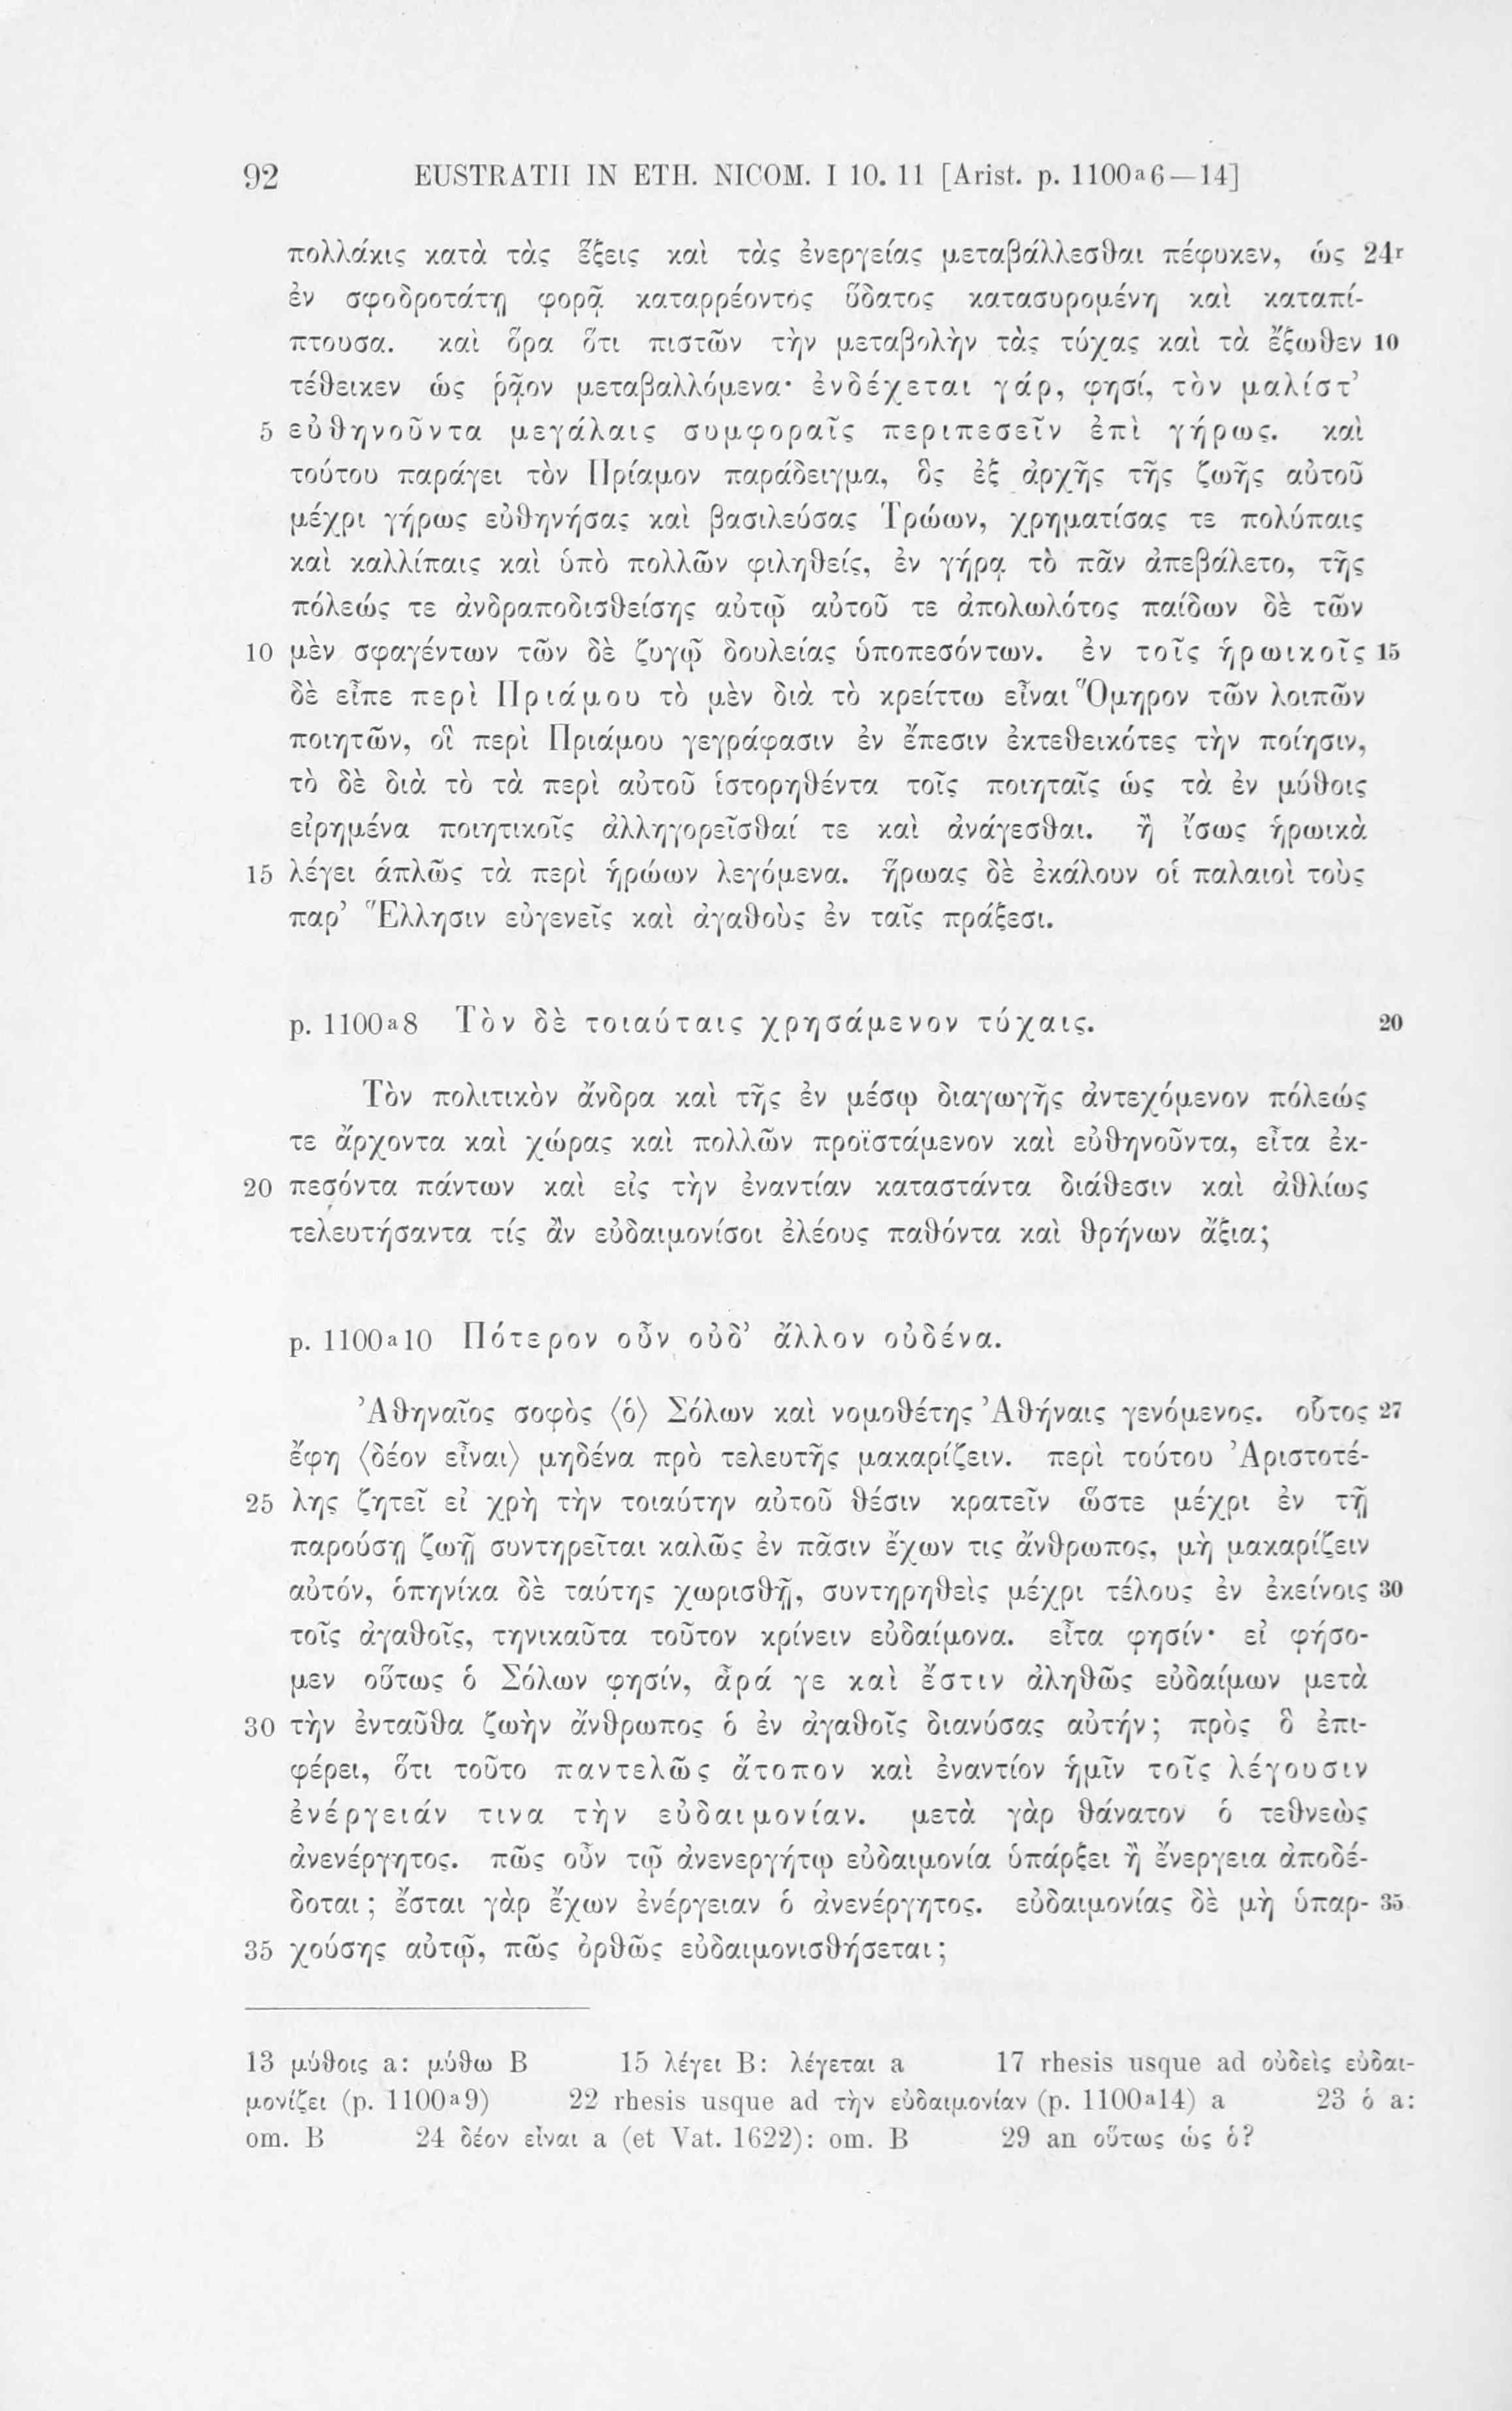 92 EUSTRATII IN ETH. NICOM. I 10. 11 [Arist. p. 1100a6—14]
πολλάκις κατὰ τὰς ἕξεις καὶ τὰς ἐνεργείας μεταβάλλεσθαι πέφυκεν, ὡς 24r
ἐν σφοδροτάτῃ φορᾷ καταρρέοντος ὕδατος κατασυρομένη καὶ καταπί-
πτουσα. καὶ ὅρα ὅτι πιστῶν τὴν μεταβολὴν τὰς τύχας καὶ τὰ ἔξωθεν 10
τέθεικεν ὡς ῥᾷον μεταβαλλόμενα· ἐνδέχεται γάρ, φησί, τὸν μαλίστ’
5 εὐθηνοῦντα μεγάλαις συμφοραῖς περιπεσεῖν ἐπὶ γήρως. καὶ
τούτου παράγει τὸν Πρίαμον παράδειγμα, ὃς ἐξ ἀρχῆς τῆς ζωῆς αὐτοῦ
μέχρι γήρως εὐθηνήσας καὶ βασιλεύσας Τρώων, χρηματίσας τε πολύπαις
καὶ καλλίπαις καὶ ὑπὸ πολλῶν φιληθείς, ἐν γήρᾳ τὸ πᾶν ἀπεβάλετο, τῆς
πόλεώς τε ἀνδραποδισθείσης αὐτῷ αὐτοῦ τε ἀπολωλότος παίδων δὲ τῶν
10 μὲν σφαγέντων τῶν δὲ ζυγῷ δουλείας ὑποπεσόντων. ἐν τοῖς ἡρωικοῖς 15
δὲ εἶπε περὶ Πριάμου τὸ μὲν διὰ τὸ κρείττω εἶναι Ὅμηρον τῶν λοιπῶν
ποιητῶν, οἳ περὶ Πριάμου γεγράφασιν ἐν ἔπεσιν ἐκτεθεικότες τὴν ποίησιν,
τὸ δὲ διὰ τὸ τὰ περὶ αὐτοῦ ἱστορηθέντα τοῖς ποιηταῖς ὡς τὰ ἐν μύθοις
εἰρημένα ποιητικοῖς ἀλληγορεῖσθαί τε καὶ ἀνάγεσθαι. ἢ ἴσως ἡρωικὰ
15 λέγει ἁπλῶς τὰ περὶ ἡρώων λεγόμενα. ἥρωας δὲ ἐκάλουν οἱ παλαιοὶ τοὺς
παρ’ Ἕλλησιν εὐγενεῖς καὶ ἀγαθοὺς ἐν ταῖς πράξεσι.
p. 1100a8 Τὸν δὲ τοιαύταις χρησάμενον τύχαις. 20
Τὸν πολιτικὸν ἄνδρα καὶ τῆς ἐν μέσῳ διαγωγῆς ἀντεχόμενον πόλεώς
τε ἄρχοντα καὶ χώρας καὶ πολλῶν προϊστάμενον καὶ εὐθηνοῦντα, εἶτα ἐκ-
20 πεσόντα πάντων καὶ εἰς τὴν ἐναντίαν καταστάντα διάθεσιν καὶ ἀθλίως
τελευτήσαντα τίς ἂν εὐδαιμονίσοι ἐλέους παθόντα καὶ θρήνων ἄξια;
p. 1100a10 Πότερον οὖν οὐδ’ ἄλλον οὐδένα.
Ἀθηναῖος σοφὸς ⟨ὁ⟩ Σόλων καὶ νομοθέτης Ἀθήναις γενόμενος. οὗτος 27
ἔφη ⟨δέον εἶναι⟩ μηδένα πρὸ τελευτῆς μακαρίζειν. περὶ τούτου Ἀριστοτέ-
25 λης ζητεῖ εἰ χρὴ τὴν τοιαύτην αὐτοῦ θέσιν κρατεῖν ὥστε μέχρι ἐν τῇ
παρούσῃ ζωῇ συντηρεῖται καλῶς ἐν πᾶσιν ἔχων τις ἄνθρωπος, μὴ μακαρίζειν
αὐτόν, ὁπηνίκα δὲ ταύτης χωρισθῇ, συντηρηθεὶς μέχρι τέλους ἐν ἐκείνοις 30
τοῖς ἀγαθοῖς, τηνικαῦτα τοῦτον κρίνειν εὐδαίμονα. εἶτα φησίν· εἰ φήσο-
μεν οὕτως ὁ Σόλων φησίν, ἆρά γε καὶ ἔστιν ἀληθῶς εὐδαίμων μετὰ
30 τὴν ἐνταῦθα ζωὴν ἄνθρωπος ὁ ἐν ἀγαθοῖς διανύσας αὐτήν; πρὸς ὃ ἐπι-
φέρει, ὅτι τοῦτο παντελῶς ἄτοπον καὶ ἐναντίον ἡμῖν τοῖς λέγουσιν
ἐνέργειάν τινα τὴν εὐδαιμονίαν. μετὰ γὰρ θάνατον ὁ τεθνεὼς
ἀνενέργητος. πῶς οὖν τῷ ἀνενεργήτῳ εὐδαιμονία ὑπάρξει ἢ ἔνεργεια ἀποδέ-
δοται; ἔσται γὰρ ἔχων ἐνέργειαν ὁ ἀνενέργητος. εὐδαιμονίας δὲ μὴ ὑπαρ- 35
35 χούσης αὐτῷ, πῶς ὀρθῶς εὐδαιμονισθήσεται;
13 μύθοις a: μύθω B 15 λέγει B: λέγεται a 17 rhesis usque ad οὐδεὶς εὐδαι-
μονίζει (p. 1100a9) 22 rhesis usque ad τὴν εὐδαιμονίαν (p. 1100a14) a 23 ὁ a:
om. B 24 δέον εἶναι a (et Vat. 1622): om. B 29 an οὕτως ὡς ὁ?